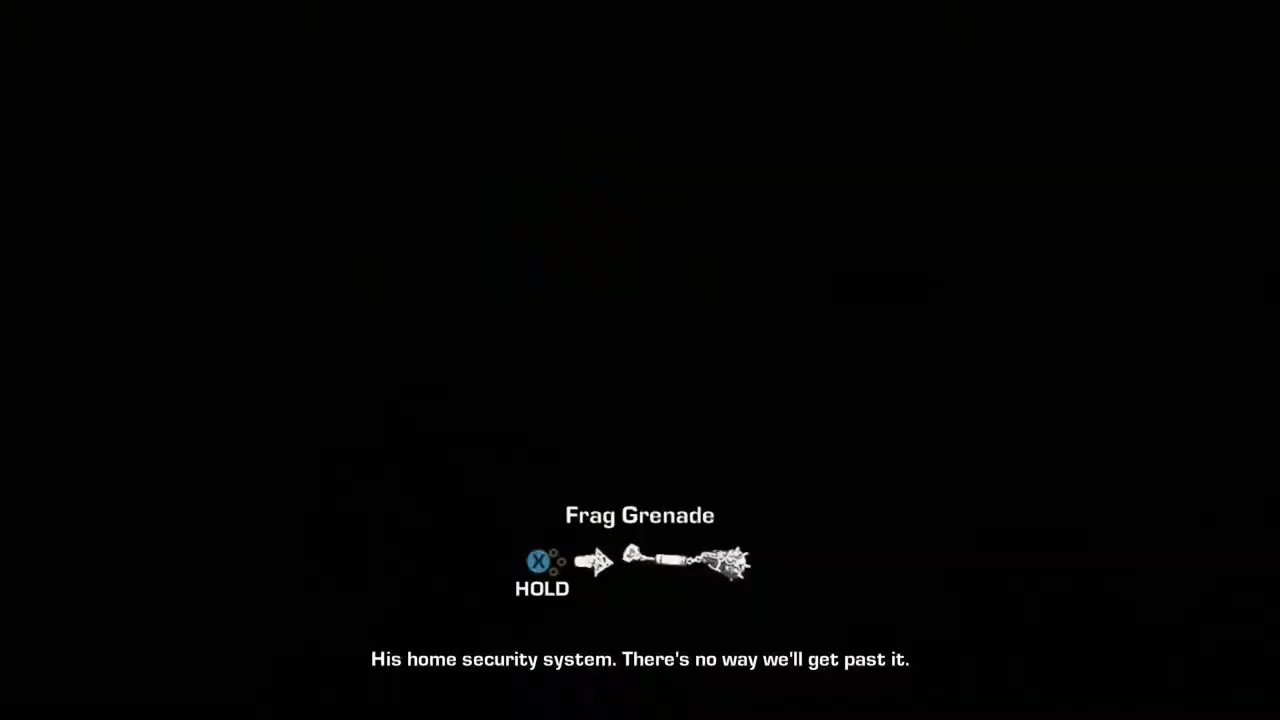 Frag Grenade
X
HOLD
His home security system. There's no way we'll get past it.